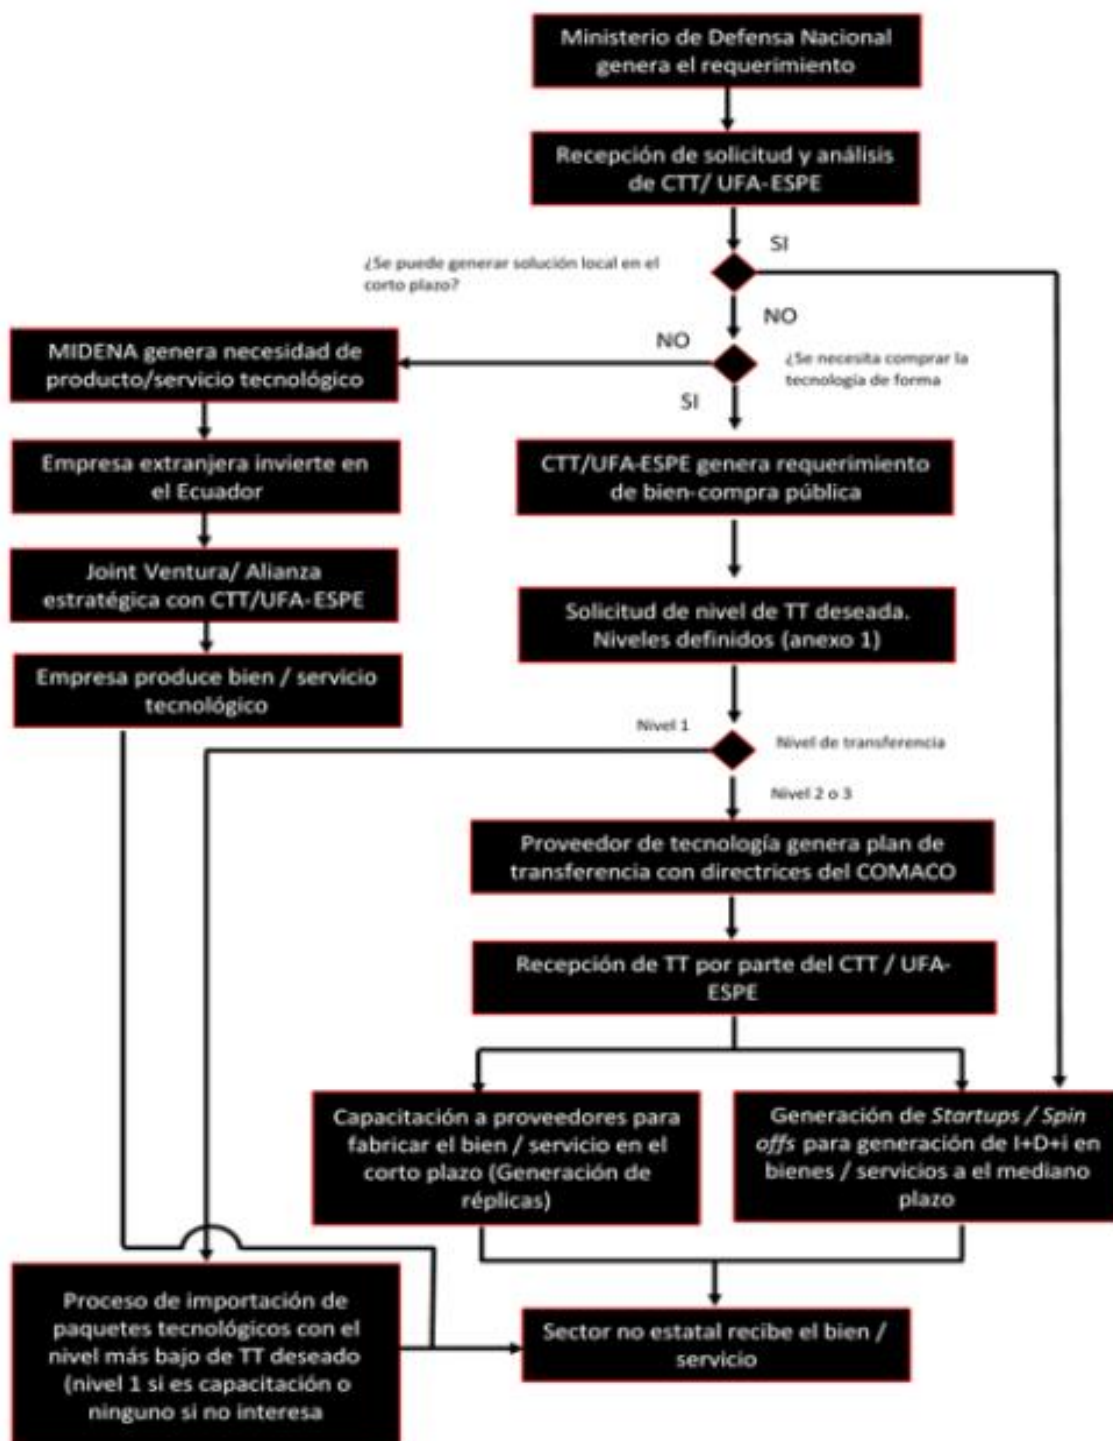 Ministerio de Defensa Nacional
genera el requerimiento
Recepción de solicitud y análisis
de CTT/ UFA-ESPE
SI
¿Se puede generar solución local en el
corto plazo?
NO
NO
MIDENA genera necesidad de
producto/servicio tecnológico
¿Se necesita comprar la
tecnología de forma
SI
Empresa extranjera invierte en
el Ecuador
CTT/UFA-ESPE genera requerimiento
de bien-compra pública
Joint Ventura/ Alianza
estratégica con CTT/UFA-ESPE
Solicitud de nivel de TT deseada.
Niveles definidos (anexo 1)
Empresa produce bien / servicio
tecnológico
Nivel 1
Nivel de transferencia
Nivel 2 o 3
Proveedor de tecnología genera plan de
transferencia con directrices del COMACO
Recepción de TT por parte del CTT / UFA-
ESPE
Capacitación a proveedores para
fabricar el bien / servicio en el
corto plazo (Generación de
réplicas)
Generación de Startups / Spin
offs para generación de I+D+i en
bienes / servicios a el mediano
plazo
Proceso de importación de
paquetes tecnológicos con el
nivel más bajo de TT deseado
(nivel 1 si es capacitación o
ninguno si no interesa
Sector no estatal recibe el bien /
servicio